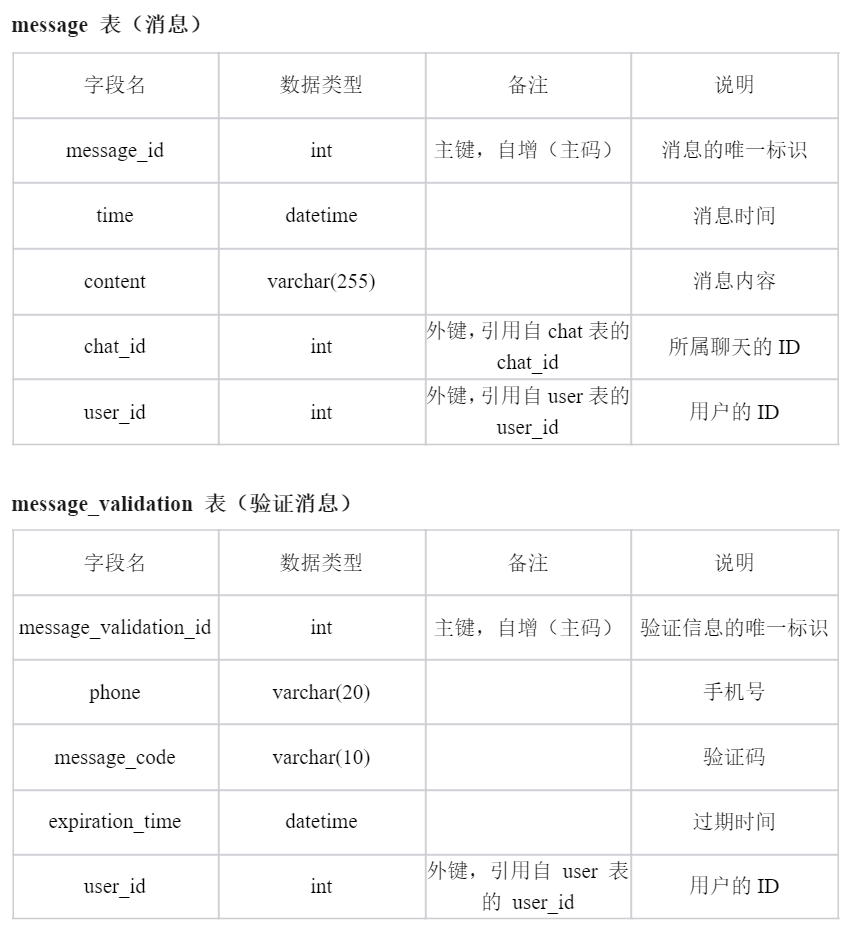 message 表（消息）
字段名 数据类型 备注 说明
message_id int 主键，自增（主码） 消息的唯一标识
time datetime 消息时间
content varchar(255) 消息内容
chat_id int 外键，引用自 chat 表的
chat_id 所属聊天的 ID
user_id int 外键，引用自 user 表的
user_id 用户的 ID
message_validation 表（验证消息）
字段名 数据类型 备注 说明
message_validation_id int 主键，自增（主码） 验证信息的唯一标识
phone varchar(20) 手机号
message_code varchar(10) 验证码
expiration_time datetime 过期时间
user_id int 外键，引用自 user 表
的 user_id 用户的 ID